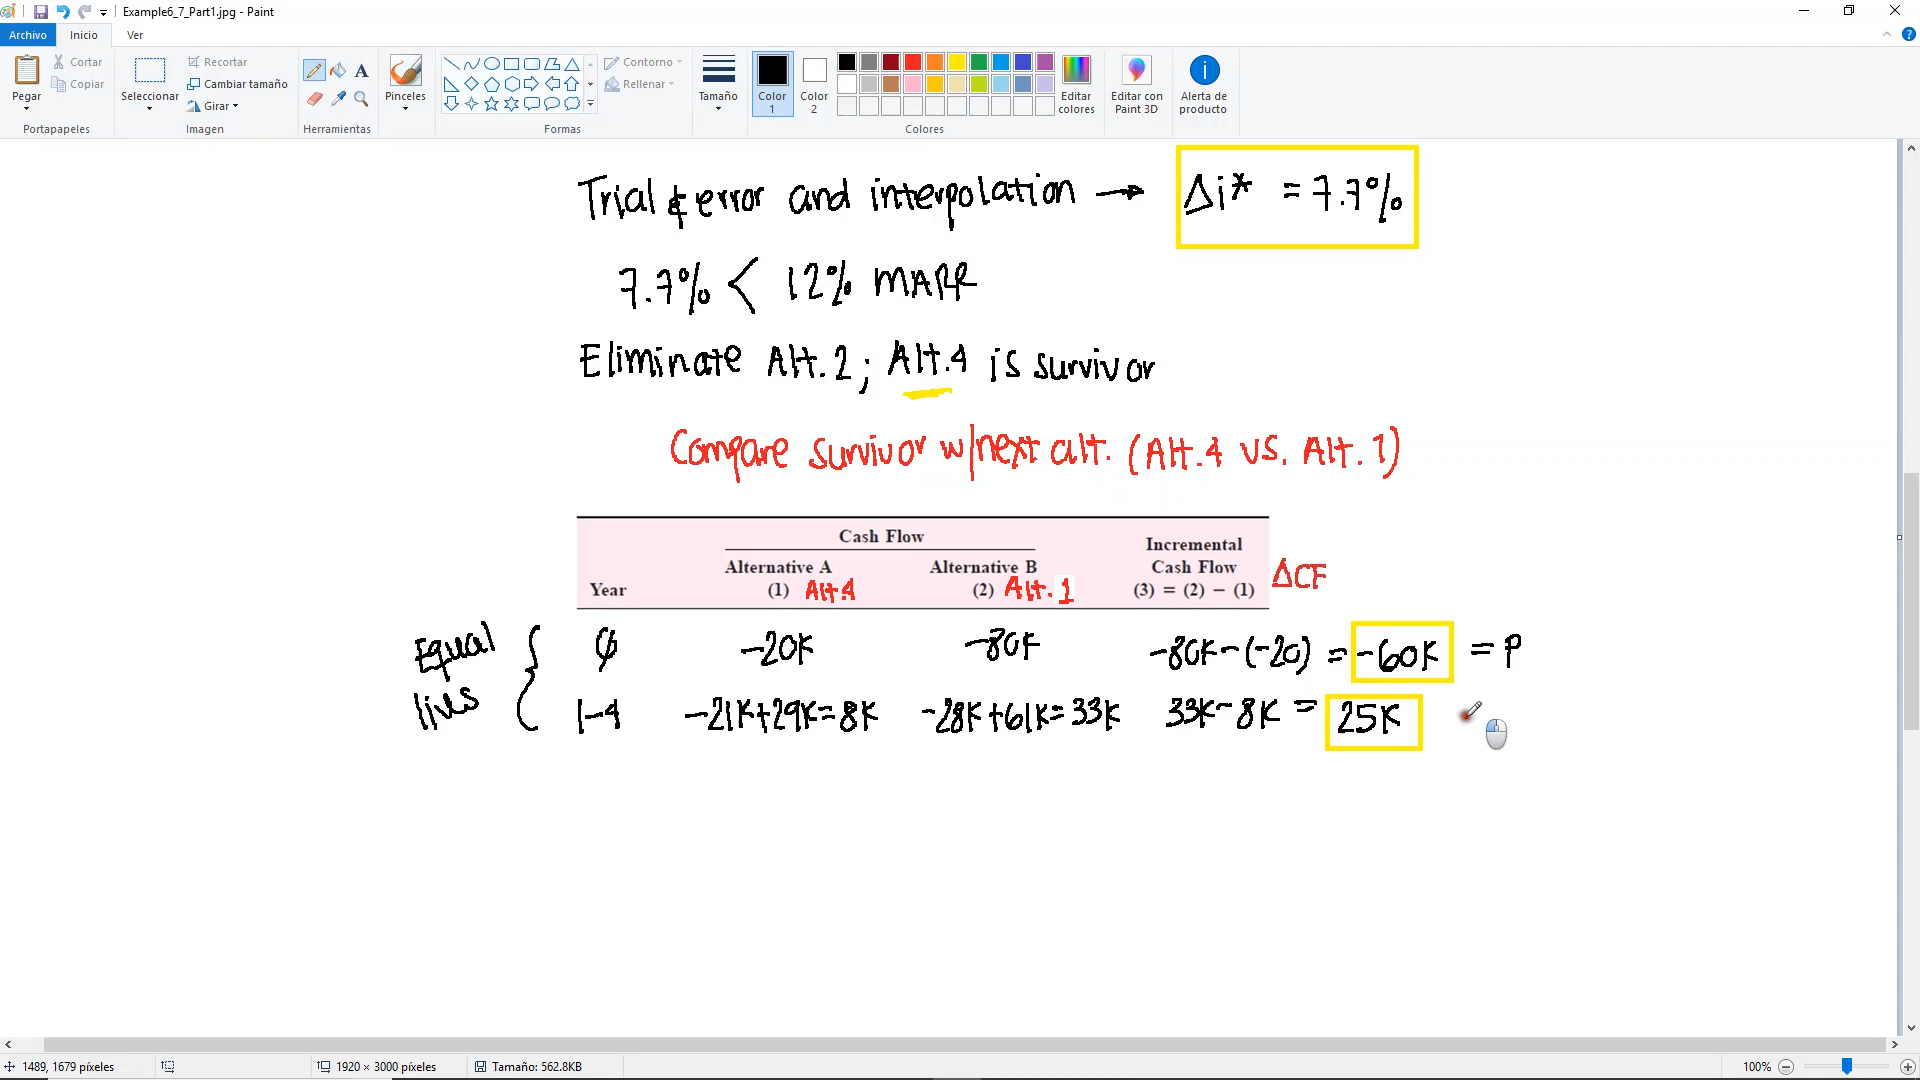 Example6_7_Part1.jpg - Paint
Archivo Inicio Ver
Pegar
Cortar
Copiar
Portapapeles
Seleccionar
Recortar
Cambiar tamaño
Girar
Imagen
Herramientas
Pinceles
Contorno
Rellenar
Formas
Tamaño
Color 1
Color 2
Colores
Editar colores
Editar con Paint 3D
Alerta de producto
Trial & error and interpolation → Δi* = 7.7%
7.7% < 12% MARR
Eliminate Alt. 2; Alt. 4 is survivor
Compare survivor w/next alt. (Alt. 4 vs. Alt. 1)
Cash Flow
Incremental
Alternative A Alternative B Cash Flow ΔCF
Year (1) Alt.4 (2) Alt. 1 (3) = (2) − (1)
Equal 0 -20K -80K -80K-(-20) = -60K = P
lives 1-4 -21K+29K=8K -28K+61K=33K 33K-8K = 25K
1489, 1679 píxeles 1920 × 3000 píxeles Tamaño: 562.8KB 100%